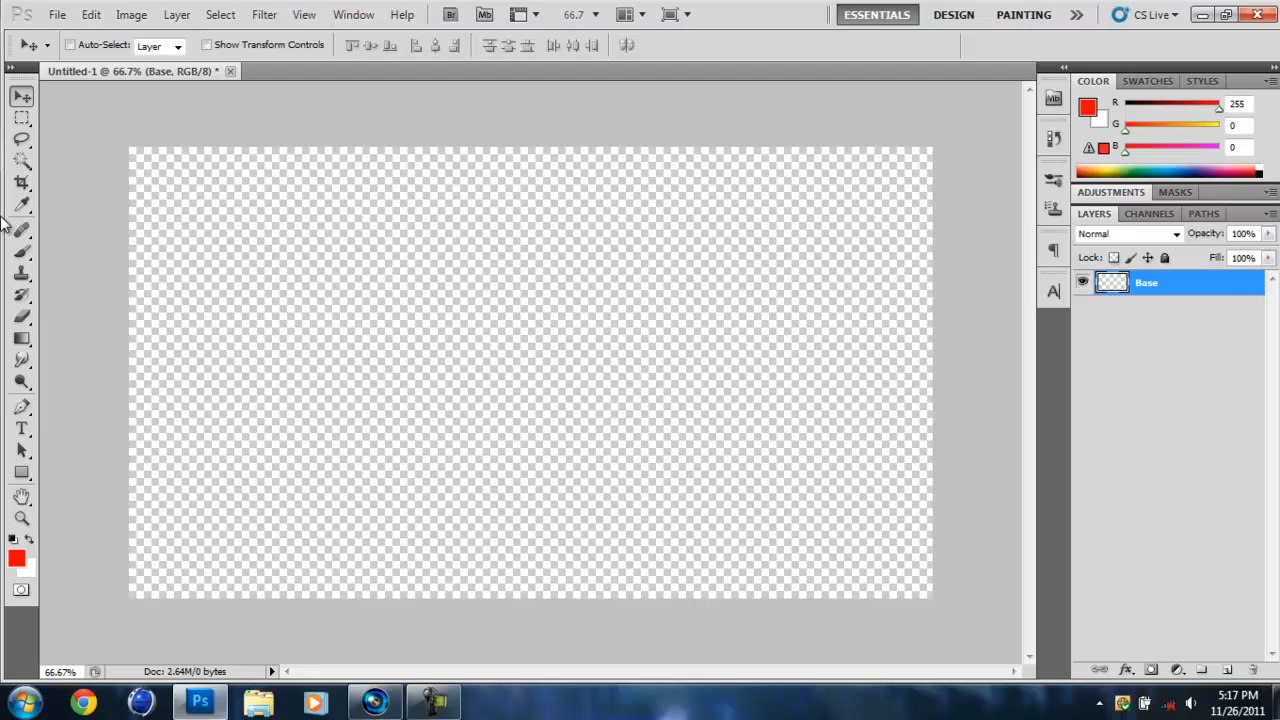 Ps File Edit Image Layer Select Filter View Window Help Br Mb 66.7 ESSENTIALS DESIGN PAINTING CS Live
Auto-Select: Layer Show Transform Controls
Untitled-1 @ 66.7% (Base, RGB/8) *
COLOR SWATCHES STYLES
Mb
R 255
G 0
B 0
ADJUSTMENTS MASKS
LAYERS CHANNELS PATHS
Normal Opacity: 100%
Lock: Fill: 100%
Base
A
T
66.67% Doc: 2.64M/0 bytes
fx
Ps
5:17 PM
11/26/2011